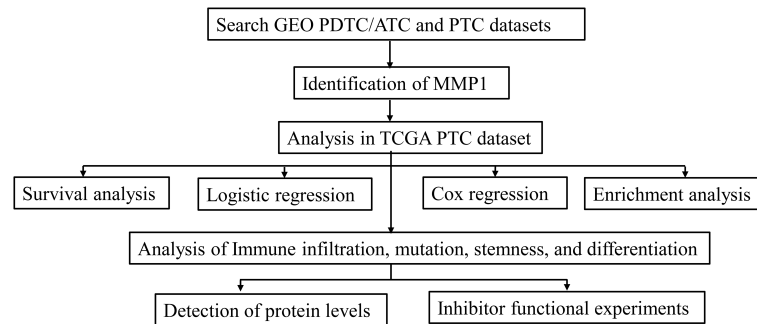 Search GEO PDTC/ATC and PTC datasets
Identification of MMP1
Analysis in TCGA PTC dataset
Survival analysis
Logistic regression
Cox regression
Enrichment analysis
Analysis of Immune infiltration, mutation, stemness, and differentiation
Detection of protein levels
Inhibitor functional experiments